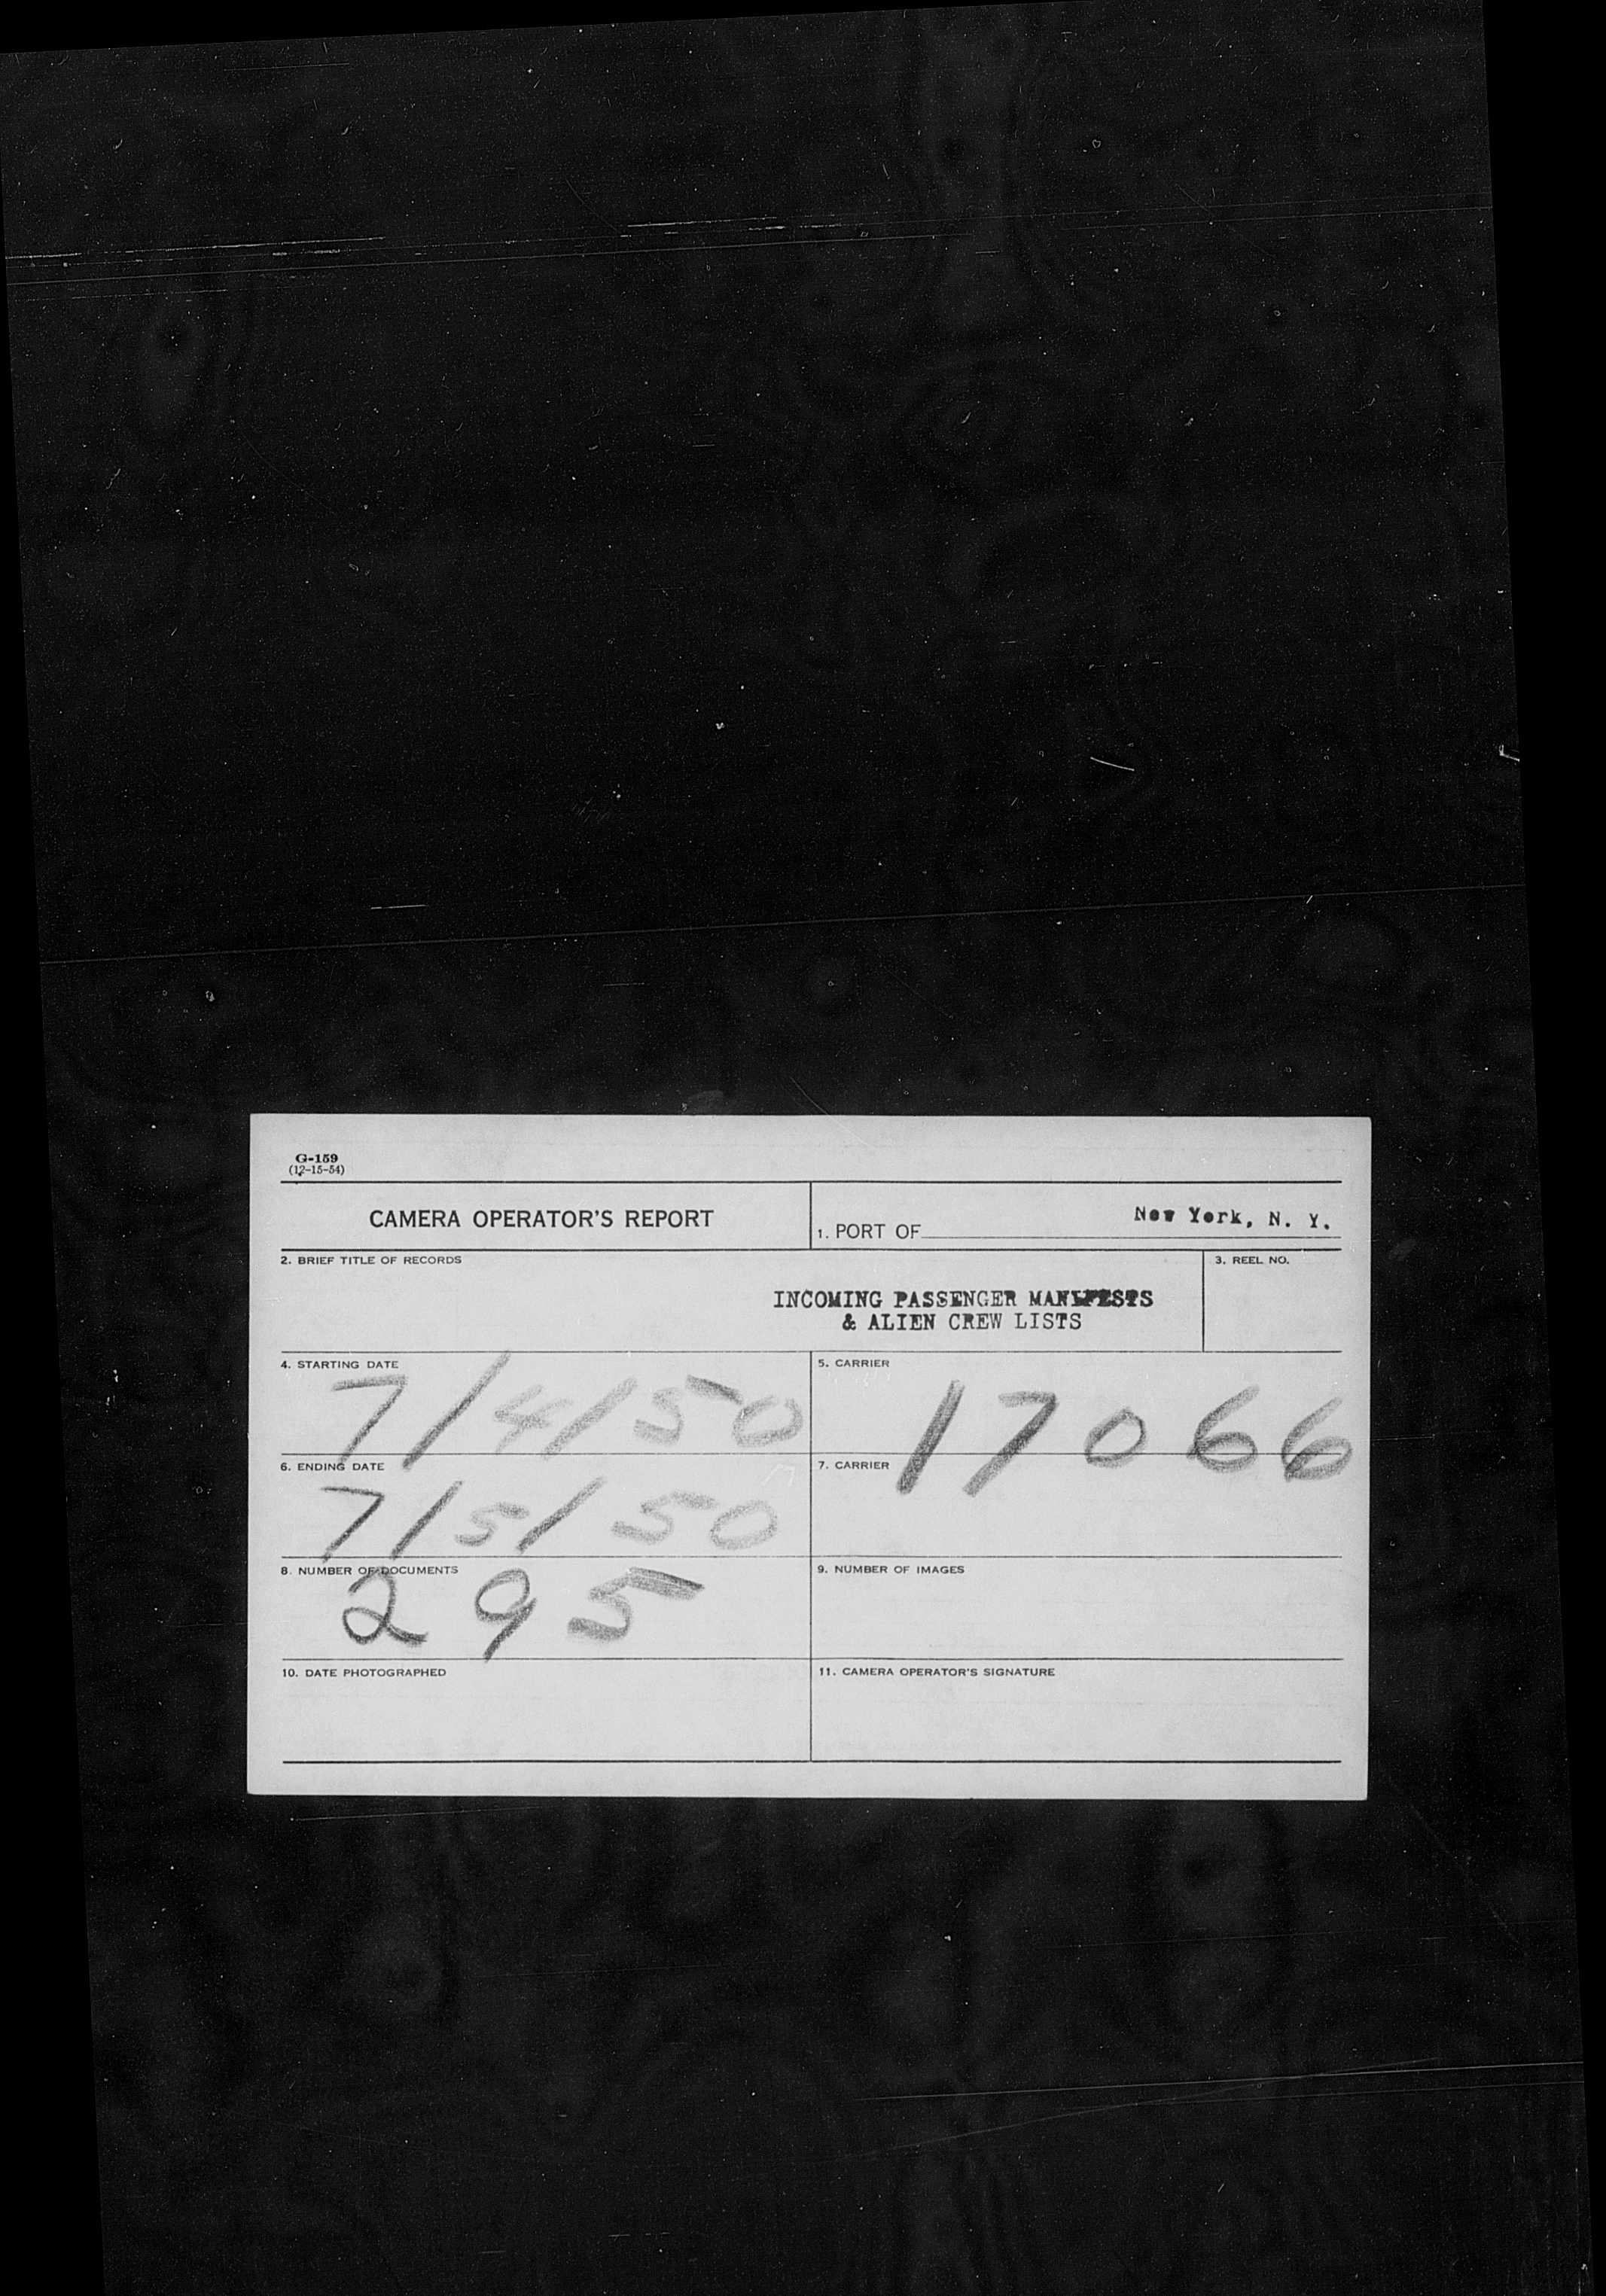 G-159
(12-15-54)
CAMERA OPERATOR'S REPORT
1. PORT OF New York, N. Y.
2. BRIEF TITLE OF RECORDS
3. REEL NO.
INCOMING PASSENGER MANIFESTS
& ALIEN CREW LISTS
4. STARTING DATE
7/4/50
5. CARRIER
17066
6. ENDING DATE
7/5/50
7. CARRIER
8. NUMBER OF DOCUMENTS
295
9. NUMBER OF IMAGES
10. DATE PHOTOGRAPHED
11. CAMERA OPERATOR'S SIGNATURE